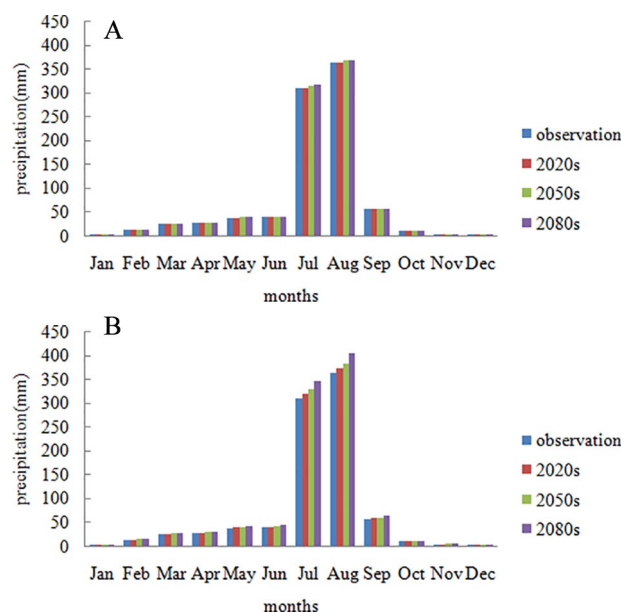 A
precipitation(mm)
450
400
350
300
250
200
150
100
50
0
Jan Feb Mar Apr May Jun Jul Aug Sep Oct Nov Dec
months
observation
2020s
2050s
2080s
B
precipitation(mm)
450
400
350
300
250
200
150
100
50
0
Jan Feb Mar Apr May Jun Jul Aug Sep Oct Nov Dec
months
observation
2020s
2050s
2080s